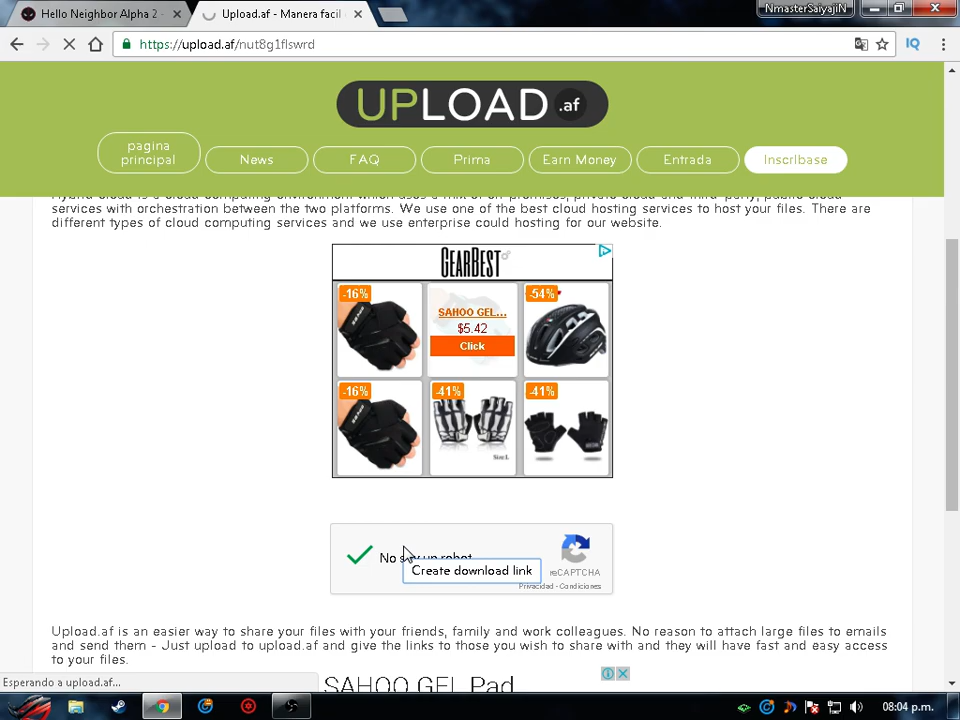 Hello Neighbor Alpha 2 -
Upload.af - Manera facil
NmasterSaiyajiN
https://upload.af/nut8g1flswrd
UPLOAD .af
pagina
principal
News
FAQ
Prima
Earn Money
Entrada
Inscrlbase
services with orchestration between the two platforms. We use one of the best cloud hosting services to host your files. There are
different types of cloud computing services and we use enterprise could hosting for our website.
GEARBEST
-16%
SAHOO GEL...
$5.42
Click
-54%
-16%
-41%
Size:L
-41%
No soy un robot
Create download link
reCAPTCHA
Privacidad - Condiciones
Upload.af is an easier way to share your files with your friends, family and work colleagues. No reason to attach large files to emails
and send them - Just upload to upload.af and give the links to those you wish to share with and they will have fast and easy access
to your files.
SAHOO GEL Pad
Esperando a upload.af...
08:04 p.m.